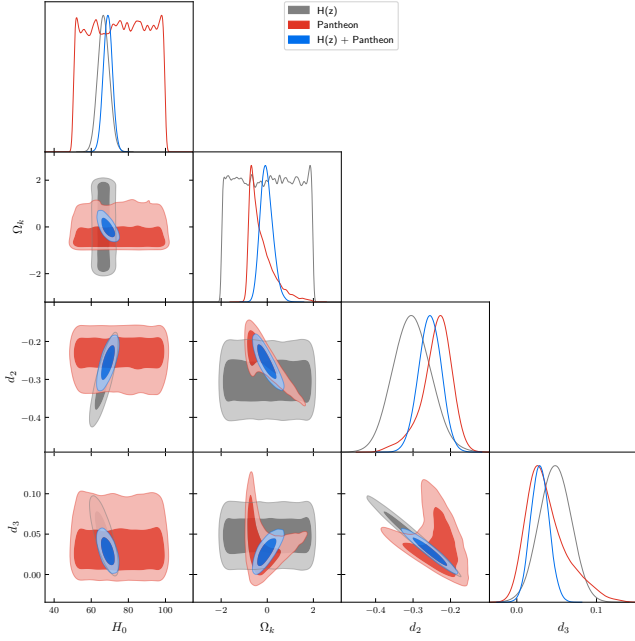 H(z)
Pantheon
H(z) + Pantheon
2
0
−2
Ω_k
−0.2
−0.3
−0.4
d_2
0.10
0.05
0.00
d_3
40 60 80 100
−2 0 2
−0.4 −0.2
0.0 0.1
H_0
Ω_k
d_2
d_3